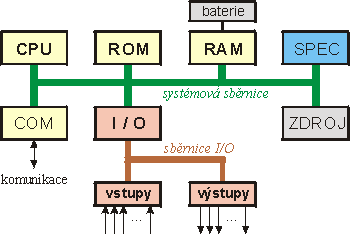 baterie
CPU
ROM
RAM
SPEC
systémová sběrnice
COM
I / O
ZDROJ
sběrnice I/O
komunikace
vstupy
výstupy
...
...